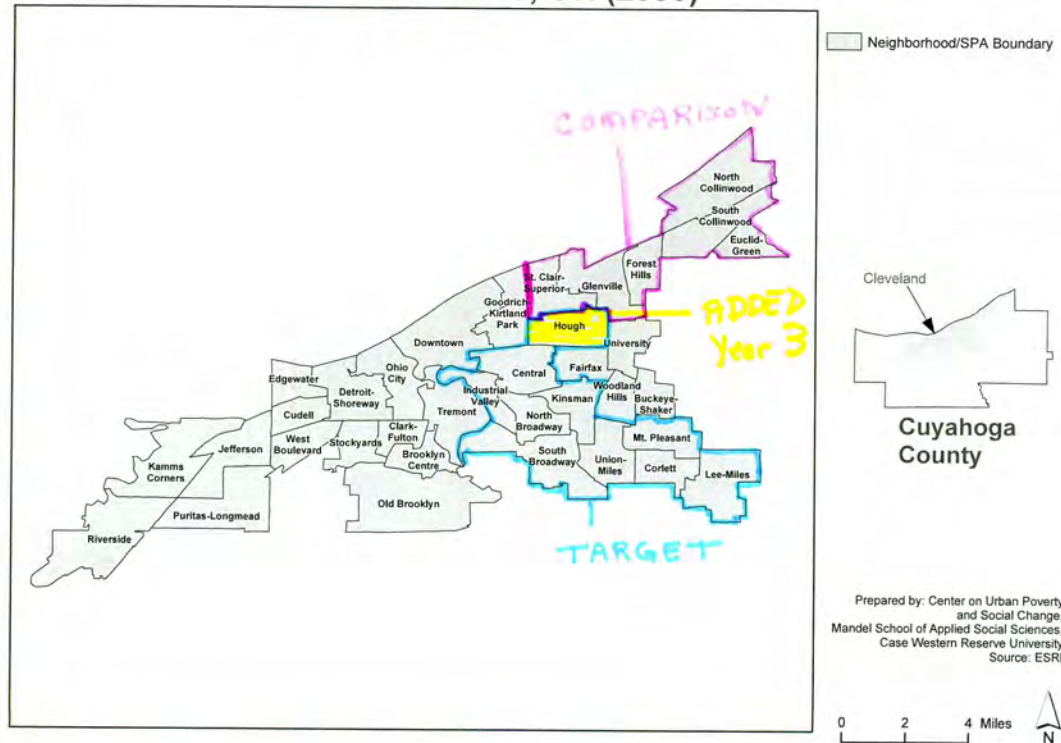 Neighborhood/SPA Boundary
COMPARISON
North
Collinwood
South
Collinwood
Euclid-
Green
Forest
Hills
St. Clair-
Superior
Glenville
Goodrich-
Kirtland
Park
ADDED
Year 3
Hough
University
Downtown
Cleveland
Ohio
City
Central
Fairfax
Edgewater
Detroit-
Shoreway
Industrial
Valley
Woodland
Hills
Kinsman
Buckeye-
Shaker
Tremont
Cudell
North
Broadway
Clark-
Fulton
Mt. Pleasant
Jefferson
West
Boulevard
Stockyards
Brooklyn
Centre
South
Broadway
Union-
Miles
Corlett
Lee-Miles
Kamms
Corners
Old Brooklyn
Puritas-Longmead
Riverside
TARGET
Cuyahoga
County
Prepared by: Center on Urban Poverty
and Social Change,
Mandel School of Applied Social Sciences,
Case Western Reserve University
Source: ESRI
0 2 4 Miles
N